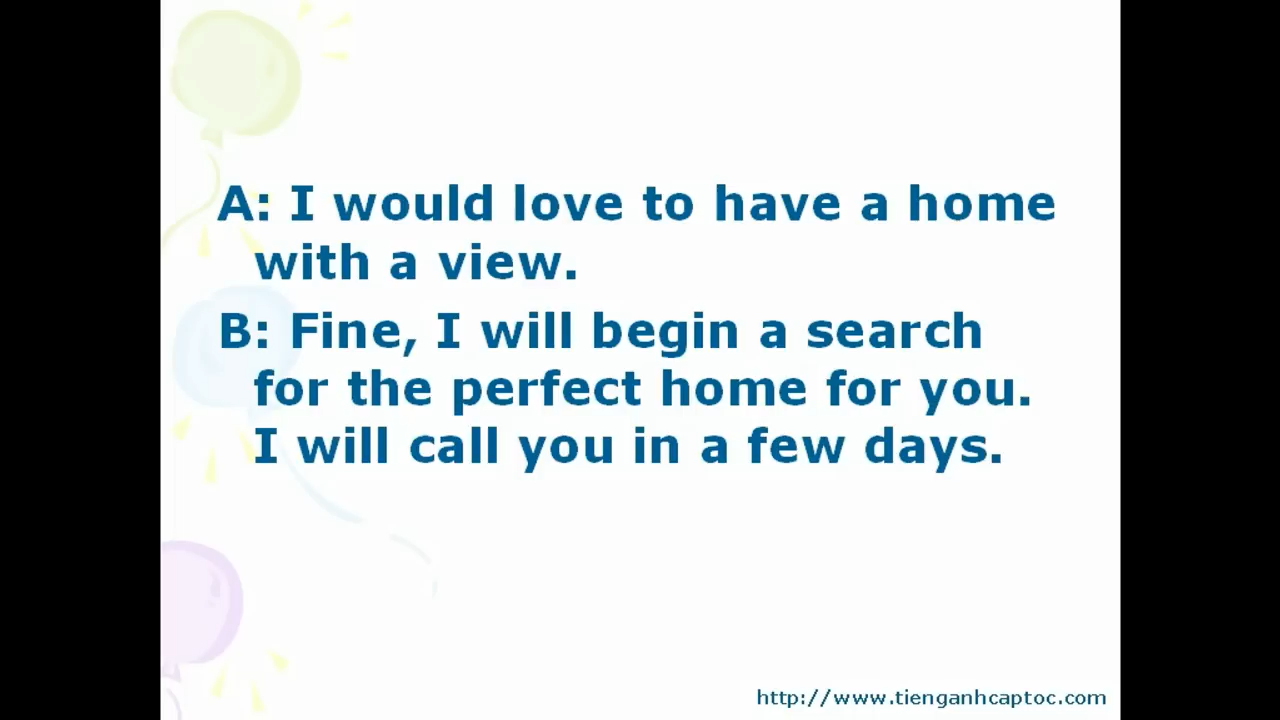 A: I would love to have a home
with a view.
B: Fine, I will begin a search
for the perfect home for you.
I will call you in a few days.
http://www.tienganhcaptoc.com